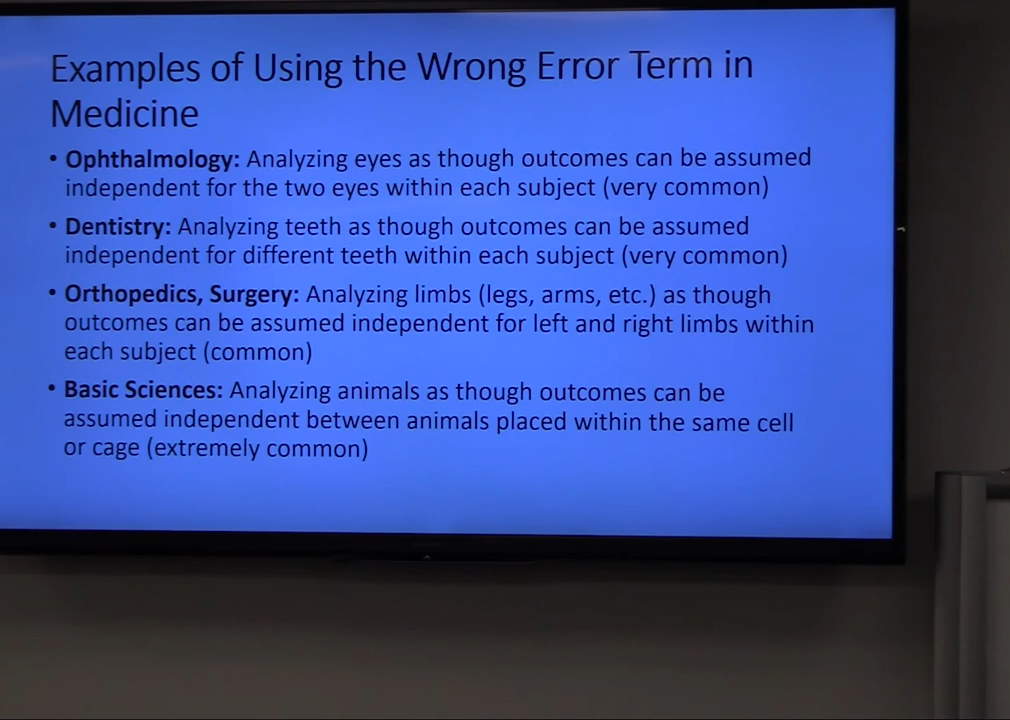 Examples of Using the Wrong Error Term in
Medicine
• Ophthalmology: Analyzing eyes as though outcomes can be assumed
independent for the two eyes within each subject (very common)
• Dentistry: Analyzing teeth as though outcomes can be assumed
independent for different teeth within each subject (very common)
• Orthopedics, Surgery: Analyzing limbs (legs, arms, etc.) as though
outcomes can be assumed independent for left and right limbs within
each subject (common)
• Basic Sciences: Analyzing animals as though outcomes can be
assumed independent between animals placed within the same cell
or cage (extremely common)